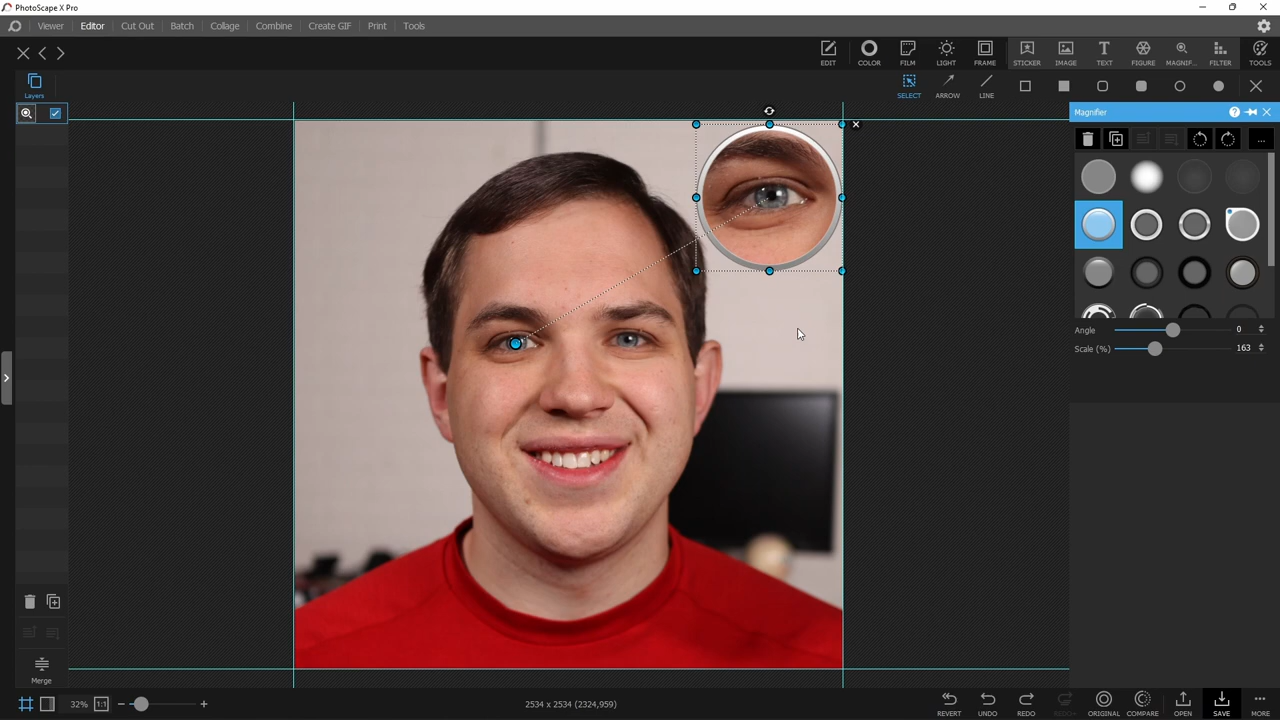 PhotoScape X Pro
Viewer Editor Cut Out Batch Collage Combine Create GIF Print Tools
EDIT COLOR FILM LIGHT FRAME STICKER IMAGE TEXT FIGURE MAGNIF... FILTER TOOLS
Layers
SELECT ARROW LINE
Magnifier
...
Angle 0
Scale (%) 163
Merge
32% 1:1 2534 x 2534 (2324,959)
REVERT UNDO REDO ORIGINAL COMPARE OPEN SAVE MORE